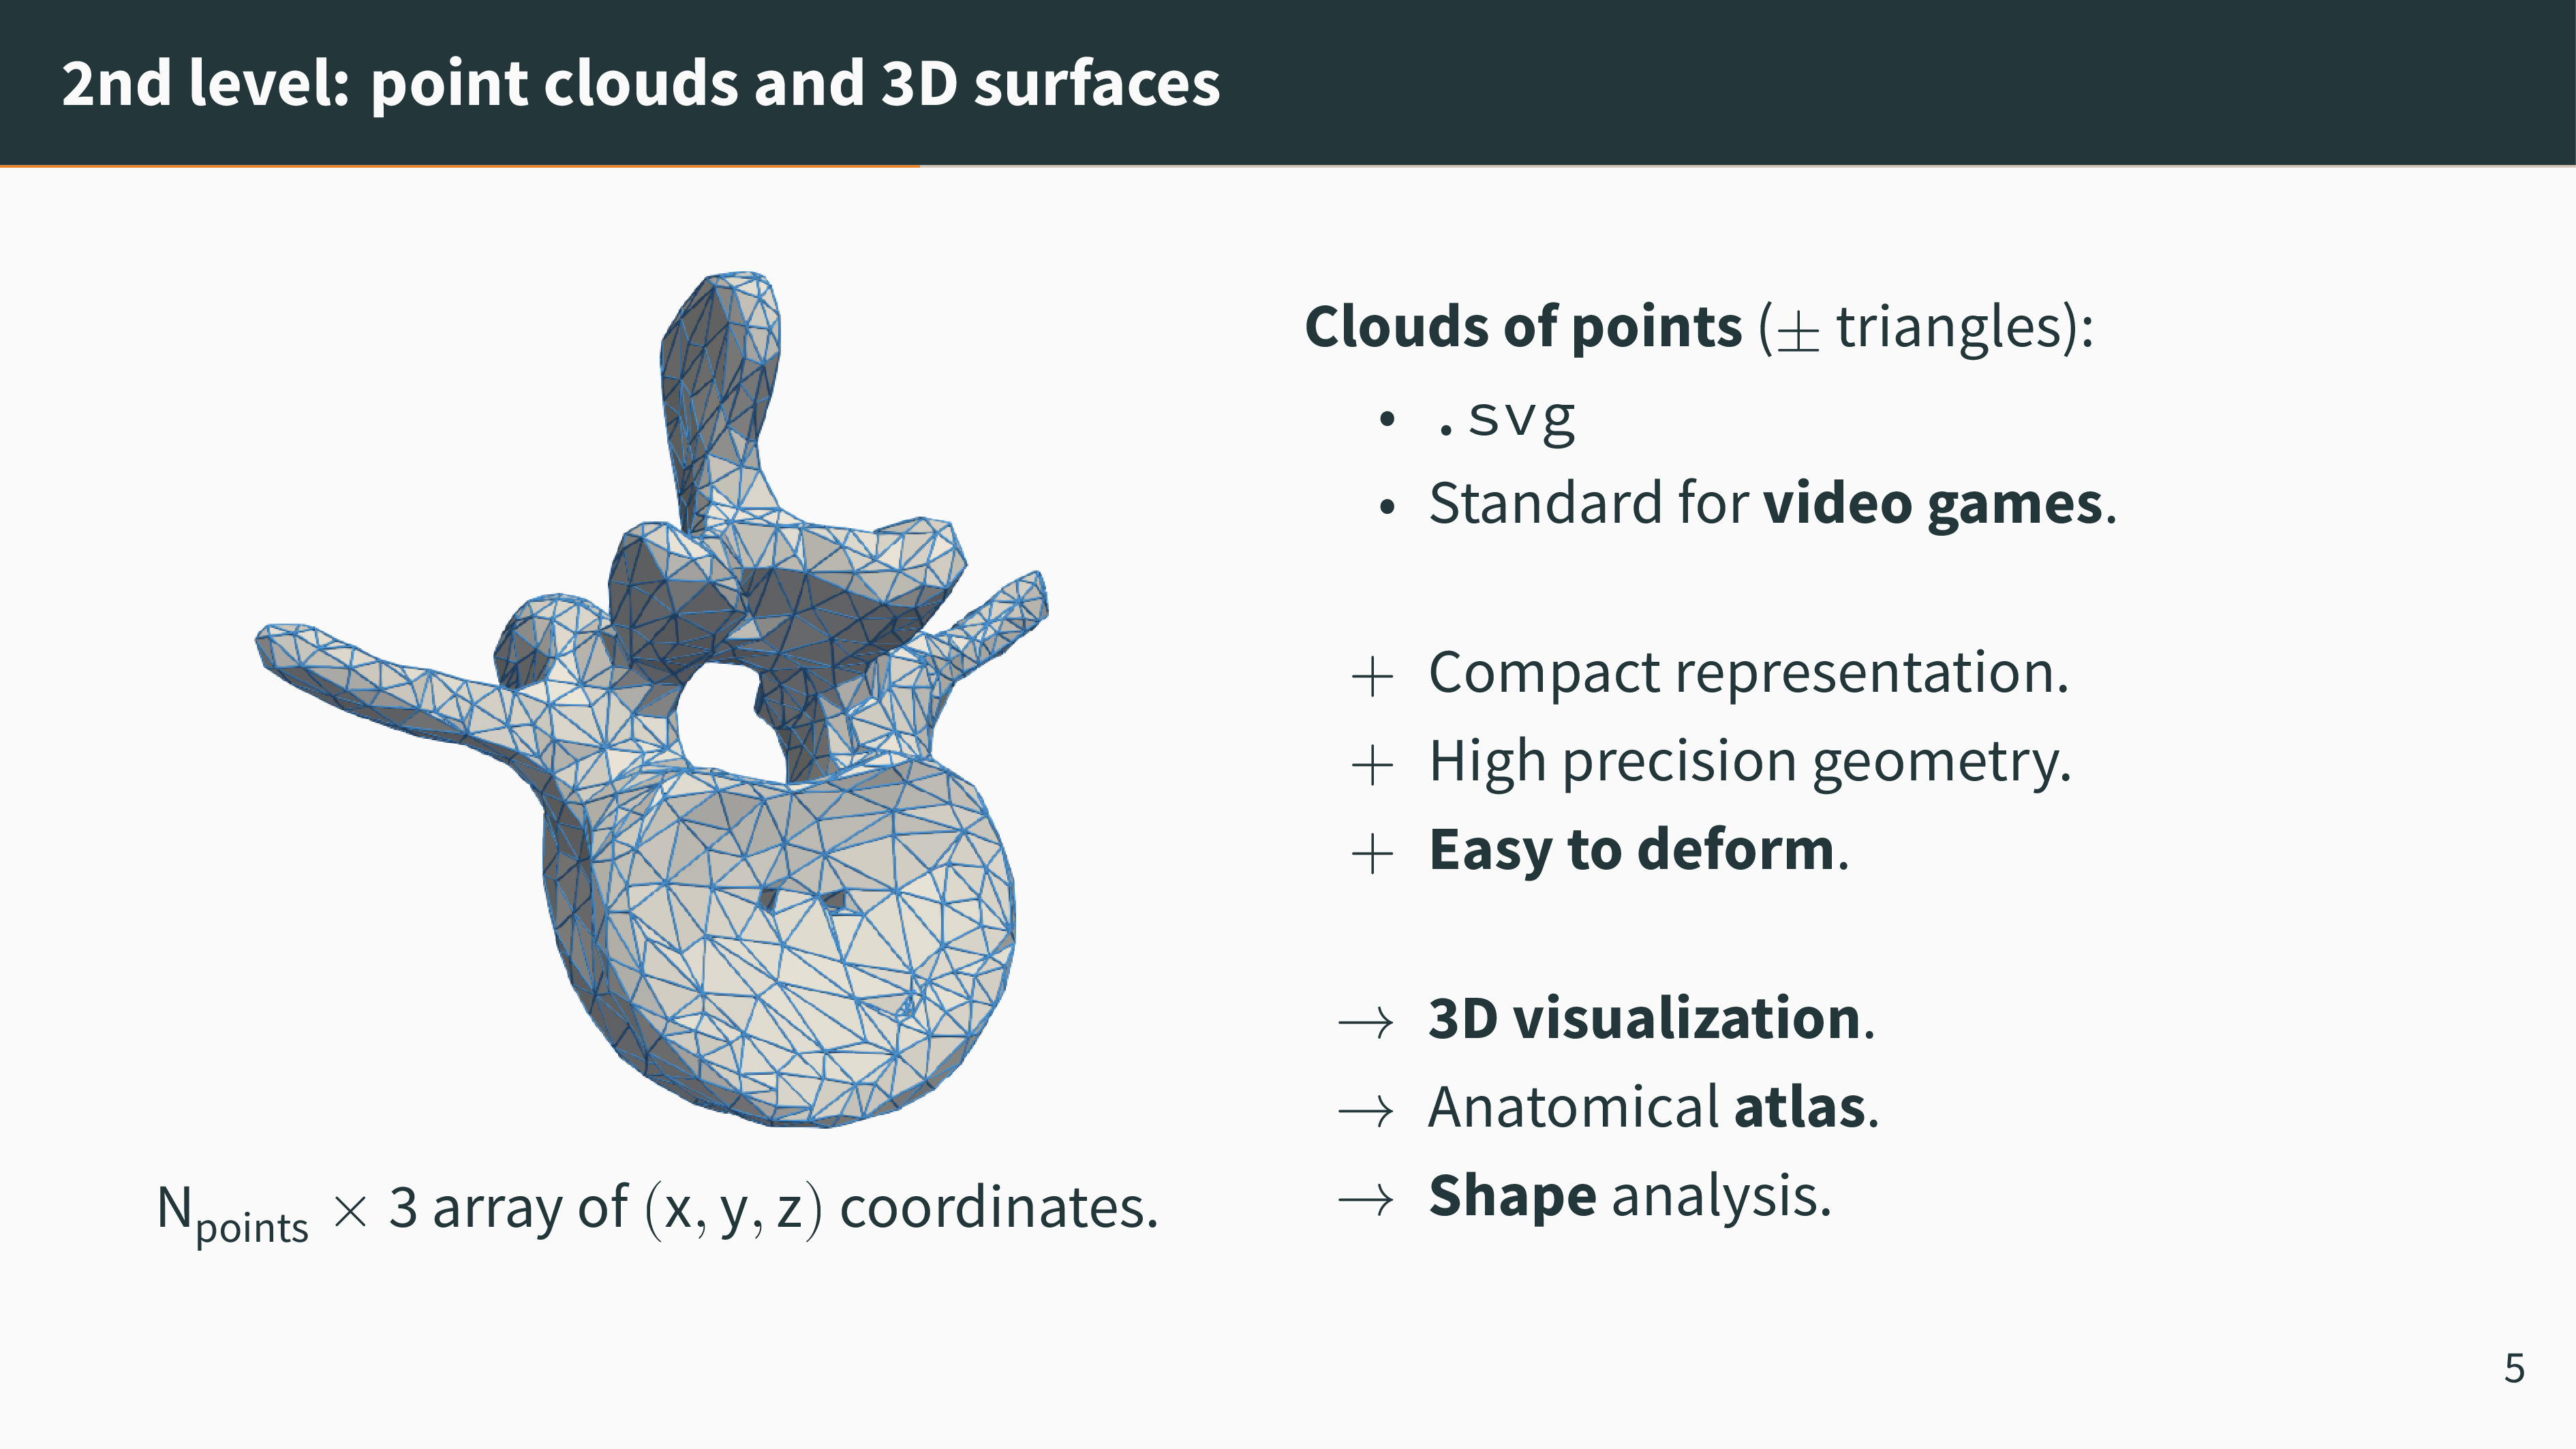 2nd level: point clouds and 3D surfaces
N_points × 3 array of (x, y, z) coordinates.
Clouds of points (± triangles):
• .svg
• Standard for video games.
+ Compact representation.
+ High precision geometry.
+ Easy to deform.
→ 3D visualization.
→ Anatomical atlas.
→ Shape analysis.
5